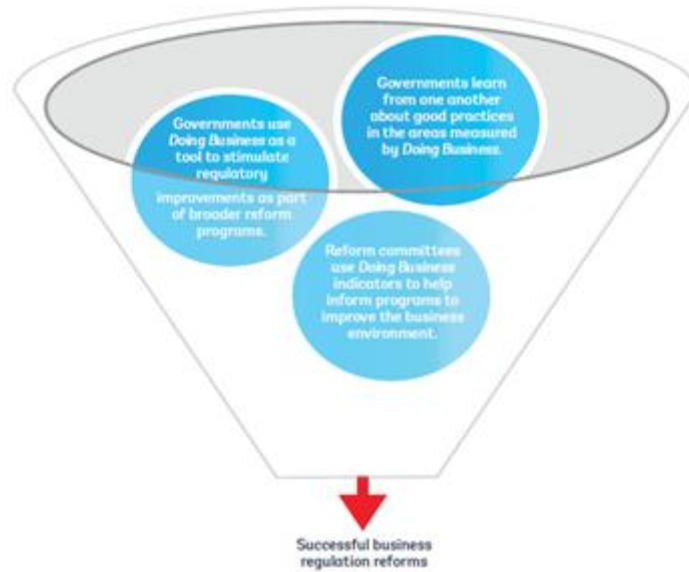 Governments learn
from one another
about good practices
in the areas measured
by Doing Business.
Governments use
Doing Business as a
tool to stimulate
regulatory
improvements as part
of broader reform
programs.
Reform committees
use Doing Business
indicators to help
inform programs to
improve the business
environment.
Successful business
regulation reforms